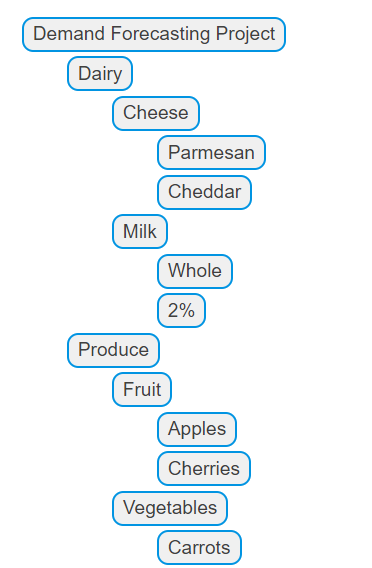 Demand Forecasting Project
Dairy
Cheese
Parmesan
Cheddar
Milk
Whole
2%
Produce
Fruit
Apples
Cherries
Vegetables
Carrots